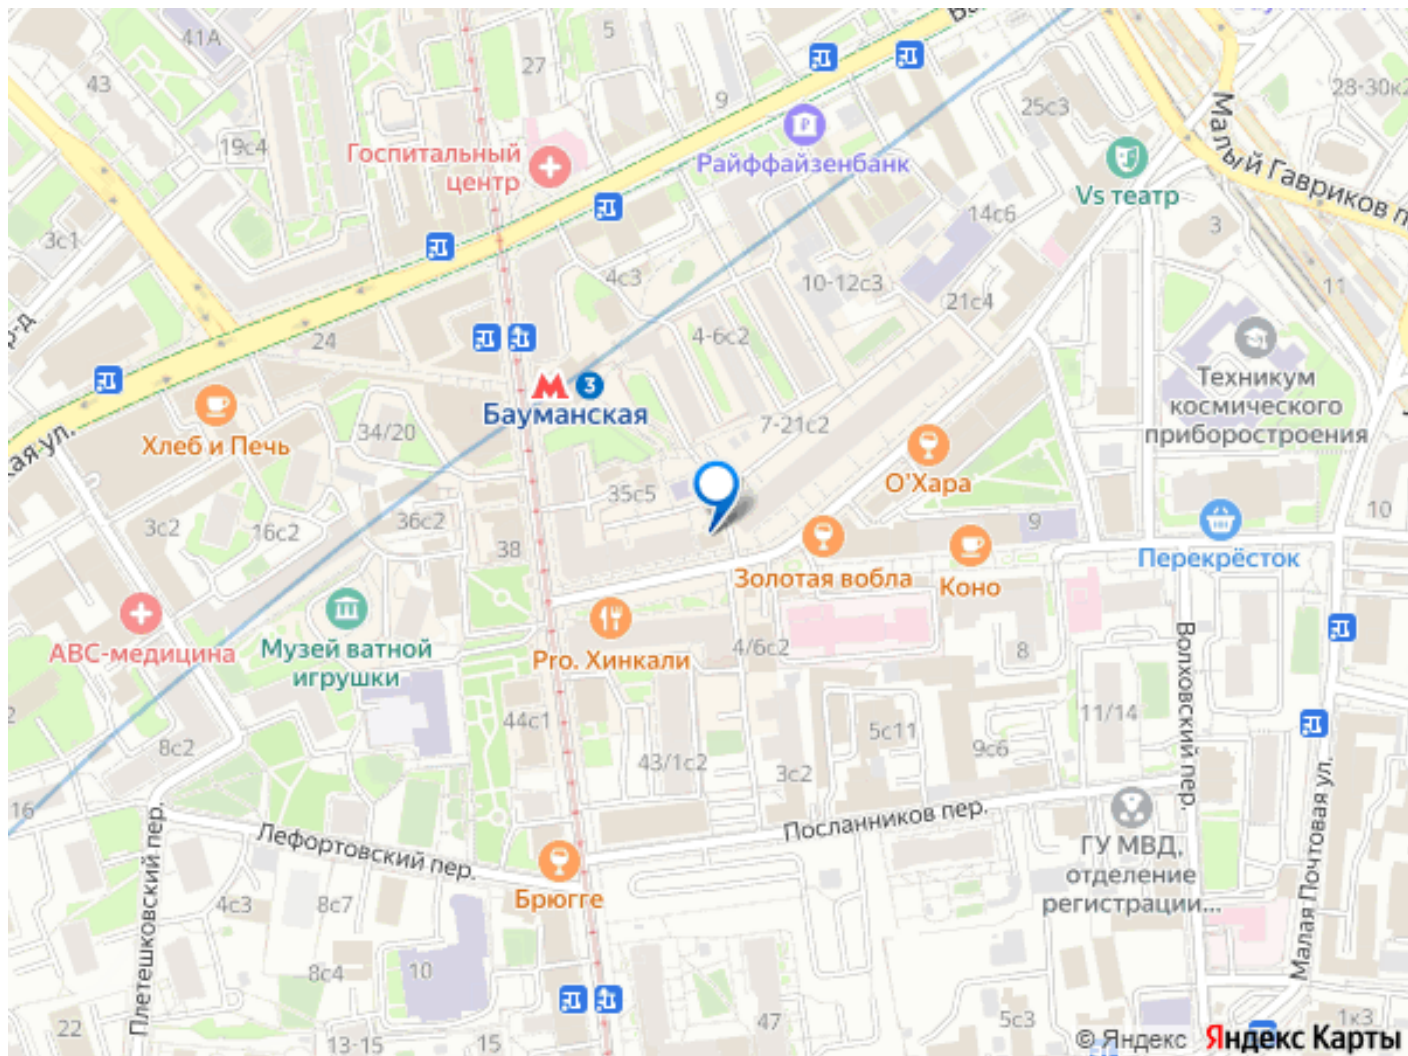 41А
5
43
27
9
25с3
28-30к2
Малый Гавриков п
19с4
Госпитальный
центр
Райффайзенбанк
Vs театр
3с1
14с6
3
4с3
10-12с3
21с4
11
24
4-6с2
3
Бауманская
Техникум
космического
приборостроения
Хлеб и Печь
34/20
7-21с2
О'Хара
кая ул.
35с5
3с2
16с2
36с2
38
9
10
Перекрёсток
Золотая вобла
Коно
АВС-медицина
Музей ватной
игрушки
Pro. Хинкали
4/6с2
8
Волховский пер.
44с1
8с2
43/1с2
3с2
5с11
9с6
11/14
16
Плетешковский пер.
Лефортовский пер.
Посланников пер.
Малая Почтовая ул.
ГУ МВД,
отделение
регистрации...
Брюгге
4с3
8с7
8с4
10
22
13-15
15
47
5с3
1к3
© Яндекс Яндекс Карты